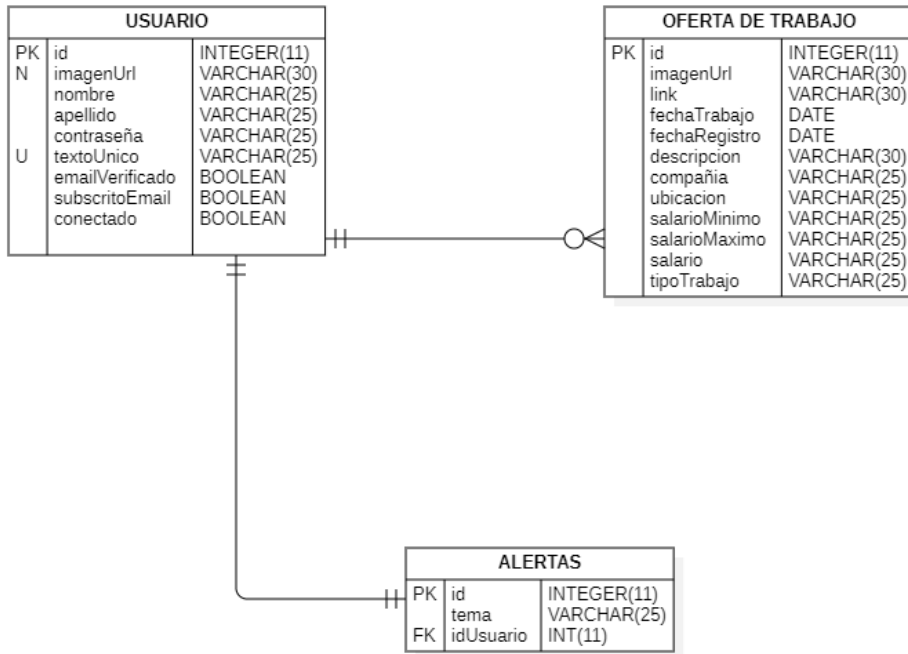 USUARIO
PK id INTEGER(11)
N imagenUrl VARCHAR(30)
nombre VARCHAR(25)
apellido VARCHAR(25)
contraseña VARCHAR(25)
U textoUnico VARCHAR(25)
emailVerificado BOOLEAN
subscritoEmail BOOLEAN
conectado BOOLEAN
OFERTA DE TRABAJO
PK id INTEGER(11)
imagenUrl VARCHAR(30)
link VARCHAR(30)
fechaTrabajo DATE
fechaRegistro DATE
descripcion VARCHAR(30)
compañia VARCHAR(25)
ubicacion VARCHAR(25)
salarioMinimo VARCHAR(25)
salarioMaximo VARCHAR(25)
salario VARCHAR(25)
tipoTrabajo VARCHAR(25)
ALERTAS
PK id INTEGER(11)
tema VARCHAR(25)
FK idUsuario INT(11)